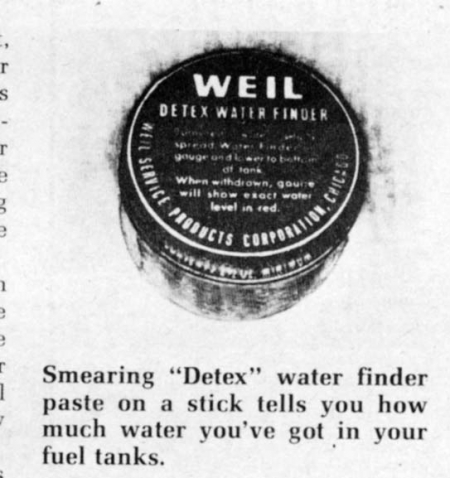 WEIL
DETEX WATER FINDER
spread Water Finder
gauge and lower to bottom
of tank.
When withdrawn, gauge
will show exact water
level in red.
WEIL SERVICE PRODUCTS CORPORATION, CHICAGO
MINIMUM
Smearing “Detex” water finder
paste on a stick tells you how
much water you've got in your
fuel tanks.